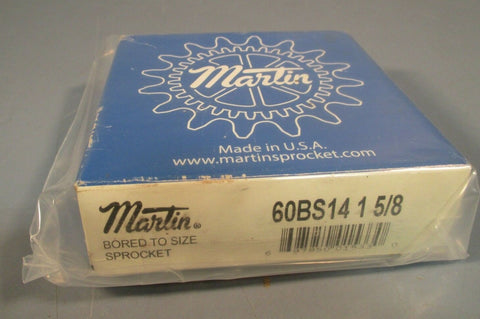 Martin
Made in U.S.A.
www.martinsprocket.com
Martin®
60BS14 1 5/8
BORED TO SIZE
SPROCKET